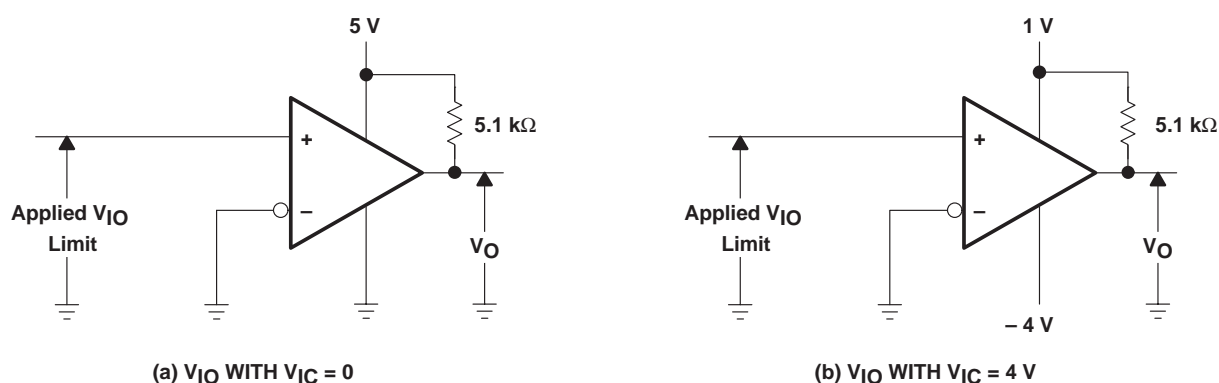 5 V
5.1 kΩ
+
−
Applied VIO
Limit
VO
(a) VIO WITH VIC = 0
1 V
5.1 kΩ
+
−
Applied VIO
Limit
VO
– 4 V
(b) VIO WITH VIC = 4 V